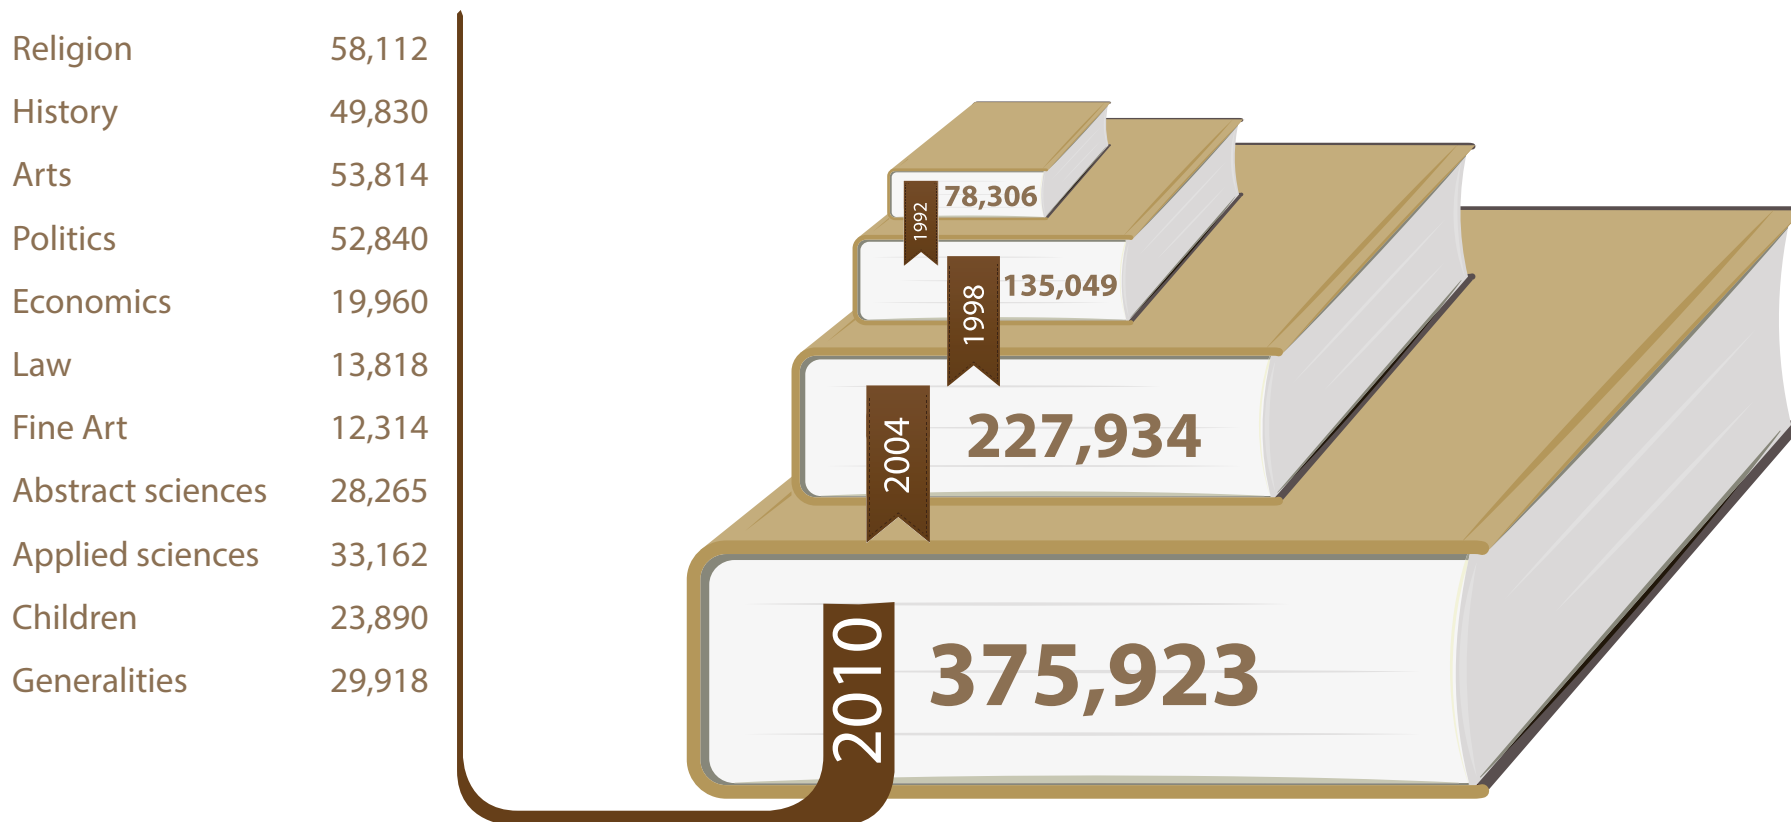 Religion 58,112
History 49,830
Arts 53,814
Politics 52,840
Economics 19,960
Law 13,818
Fine Art 12,314
Abstract sciences 28,265
Applied sciences 33,162
Children 23,890
Generalities 29,918
1992 78,306
1998 135,049
2004 227,934
2010 375,923